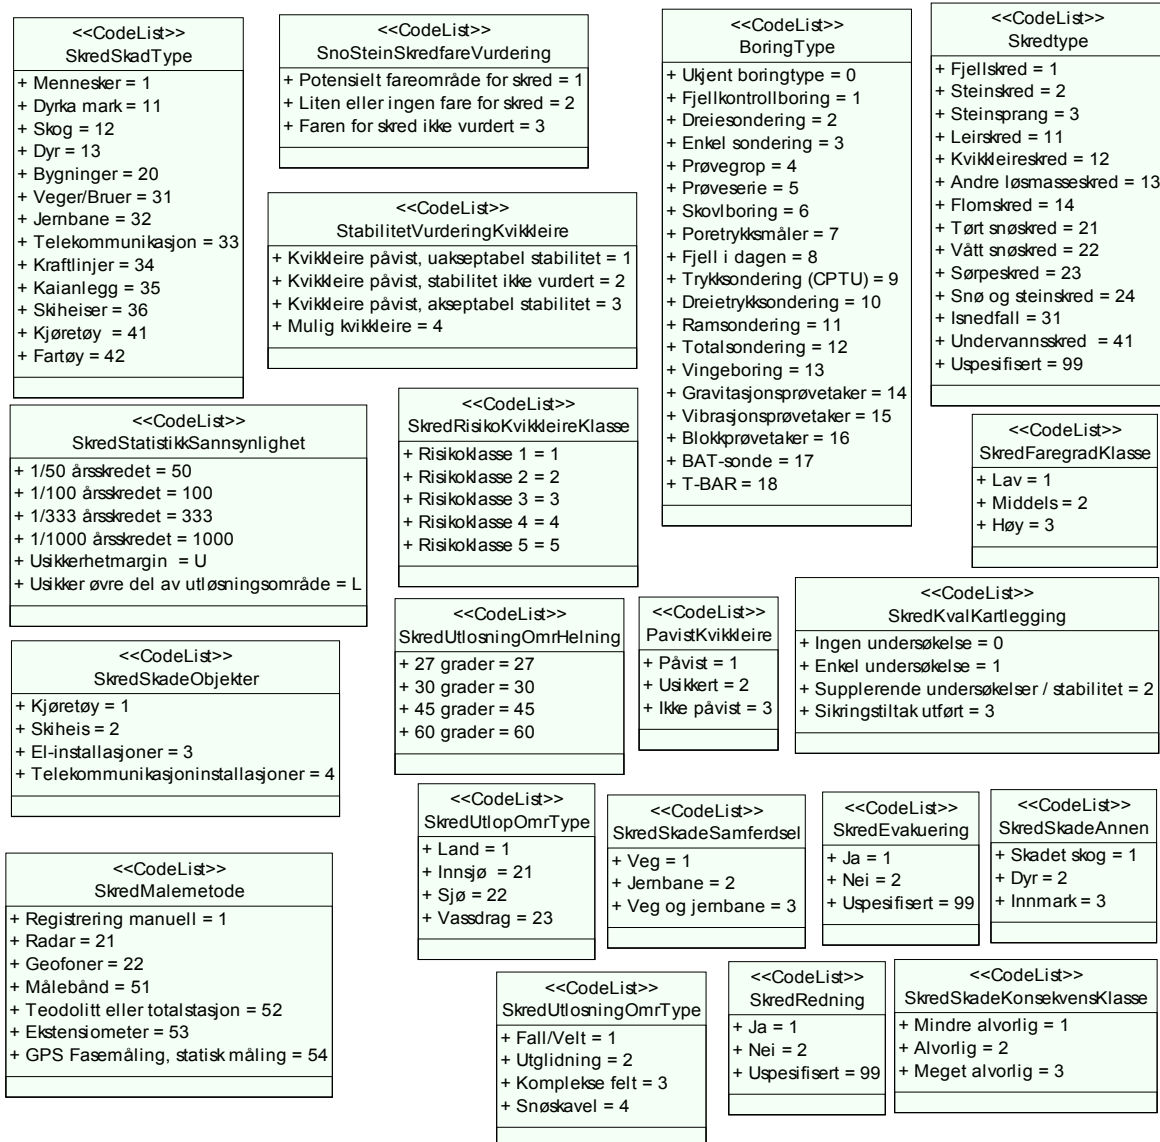 <<CodeList>>
SkredSkadType
+ Mennesker = 1
+ Dyrka mark = 11
+ Skog = 12
+ Dyr = 13
+ Bygninger = 20
+ Veger/Bruer = 31
+ Jernbane = 32
+ Telekommunikasjon = 33
+ Kraftlinjer = 34
+ Kaianlegg = 35
+ Skiheiser = 36
+ Kjøretøy = 41
+ Fartøy = 42
<<CodeList>>
SnoSteinSkredfareVurdering
+ Potensielt fareområde for skred = 1
+ Liten eller ingen fare for skred = 2
+ Faren for skred ikke vurdert = 3
<<CodeList>>
StabilitetVurderingKvikkleire
+ Kvikkleire påvist, uakseptabel stabilitet = 1
+ Kvikkleire påvist, stabilitet ikke vurdert = 2
+ Kvikkleire påvist, akseptabel stabilitet = 3
+ Mulig kvikkleire = 4
<<CodeList>>
BoringType
+ Ukjent boringtype = 0
+ Fjellkontrollboring = 1
+ Dreiesondering = 2
+ Enkel sondering = 3
+ Prøvegrop = 4
+ Prøveserie = 5
+ Skovlboring = 6
+ Poretrykksmåler = 7
+ Fjell i dagen = 8
+ Trykksondering (CPTU) = 9
+ Dreietrykksondering = 10
+ Ramsondering = 11
+ Totalsondering = 12
+ Vingeboring = 13
+ Gravitasjonsprøvetaker = 14
+ Vibrasjonsprøvetaker = 15
+ Blokkprøvetaker = 16
+ BAT-sonde = 17
+ T-BAR = 18
<<CodeList>>
Skredtype
+ Fjellskred = 1
+ Steinskred = 2
+ Steinsprang = 3
+ Leirskred = 11
+ Kvikkleireskred = 12
+ Andre løsmasseskred = 13
+ Flomskred = 14
+ Tørt snøskred = 21
+ Vått snøskred = 22
+ Sørpeskred = 23
+ Snø og steinskred = 24
+ Isnedfall = 31
+ Undervannsskred = 41
+ Uspesifisert = 99
<<CodeList>>
SkredStatistikkSannsynlighet
+ 1/50 årsskredet = 50
+ 1/100 årsskredet = 100
+ 1/333 årsskredet = 333
+ 1/1000 årsskredet = 1000
+ Usikkerhetmargin = U
+ Usikker øvre del av utløsningsområde = L
<<CodeList>>
SkredRisikoKvikkleireKlasse
+ Risikoklasse 1 = 1
+ Risikoklasse 2 = 2
+ Risikoklasse 3 = 3
+ Risikoklasse 4 = 4
+ Risikoklasse 5 = 5
<<CodeList>>
SkredFaregradKlasse
+ Lav = 1
+ Middels = 2
+ Høy = 3
<<CodeList>>
SkredSkadeObjekter
+ Kjøretøy = 1
+ Skiheis = 2
+ El-installasjoner = 3
+ Telekommunikasjoninstallasjoner = 4
<<CodeList>>
SkredUtlosningOmrHelning
+ 27 grader = 27
+ 30 grader = 30
+ 45 grader = 45
+ 60 grader = 60
<<CodeList>>
PavistKvikkleire
+ Påvist = 1
+ Usikkert = 2
+ Ikke påvist = 3
<<CodeList>>
SkredKvalKartlegging
+ Ingen undersøkelse = 0
+ Enkel undersøkelse = 1
+ Supplerende undersøkelser / stabilitet = 2
+ Sikringstiltak utført = 3
<<CodeList>>
SkredMalemetode
+ Registrering manuell = 1
+ Radar = 21
+ Geofoner = 22
+ Målebånd = 51
+ Teodolitt eller totalstasjon = 52
+ Ekstensiometer = 53
+ GPS Fasemåling, statisk måling = 54
<<CodeList>>
SkredUtlopOmrType
+ Land = 1
+ Innsjø = 21
+ Sjø = 22
+ Vassdrag = 23
<<CodeList>>
SkredSkadeSamferdsel
+ Veg = 1
+ Jernbane = 2
+ Veg og jernbane = 3
<<CodeList>>
SkredEvakuering
+ Ja = 1
+ Nei = 2
+ Uspesifisert = 99
<<CodeList>>
SkredSkadeAnnen
+ Skadet skog = 1
+ Dyr = 2
+ Innmark = 3
<<CodeList>>
SkredUtlosningOmrType
+ Fall/Velt = 1
+ Utglidning = 2
+ Komplekse felt = 3
+ Snøskavel = 4
<<CodeList>>
SkredRedning
+ Ja = 1
+ Nei = 2
+ Uspesifisert = 99
<<CodeList>>
SkredSkadeKonsekvensKlasse
+ Mindre alvorlig = 1
+ Alvorlig = 2
+ Meget alvorlig = 3